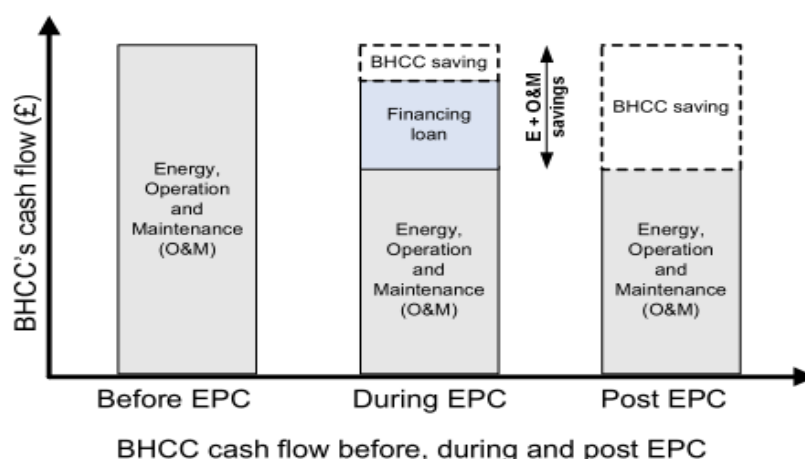 BHCC's cash flow (£)
Energy,
Operation
and
Maintenance
(O&M)
BHCC saving
Financing
loan
Energy,
Operation
and
Maintenance
(O&M)
E + O&M
savings
BHCC saving
Energy,
Operation
and
Maintenance
(O&M)
Before EPC
During EPC
Post EPC
BHCC cash flow before, during and post EPC